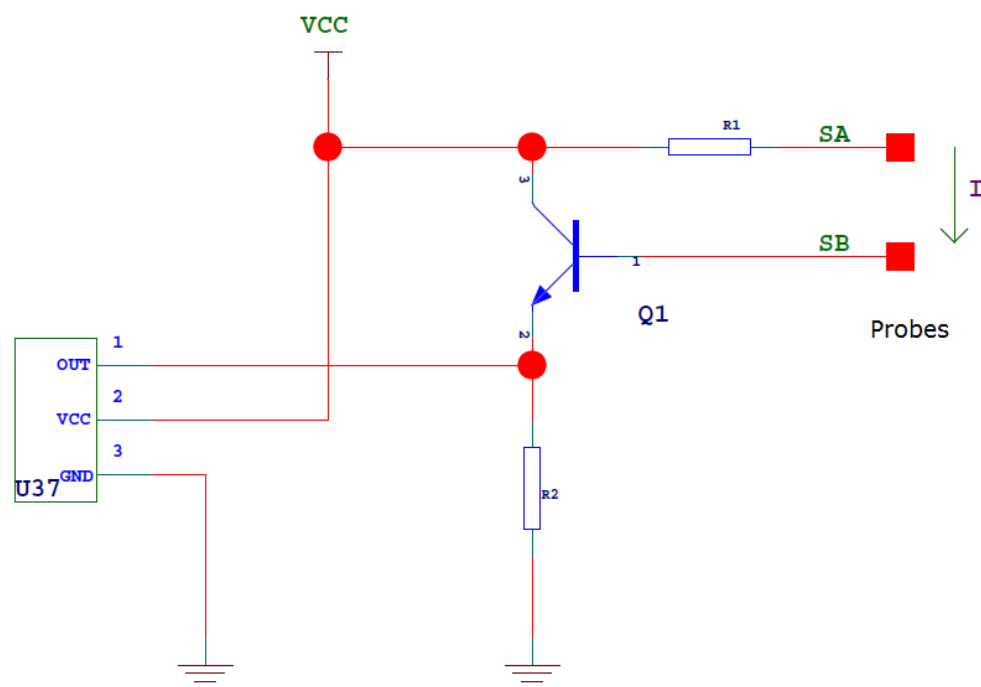 VCC
R1
SA
3
I
SB
1
Q1
Probes
2
1
OUT
2
VCC
3
GND
U37
R2